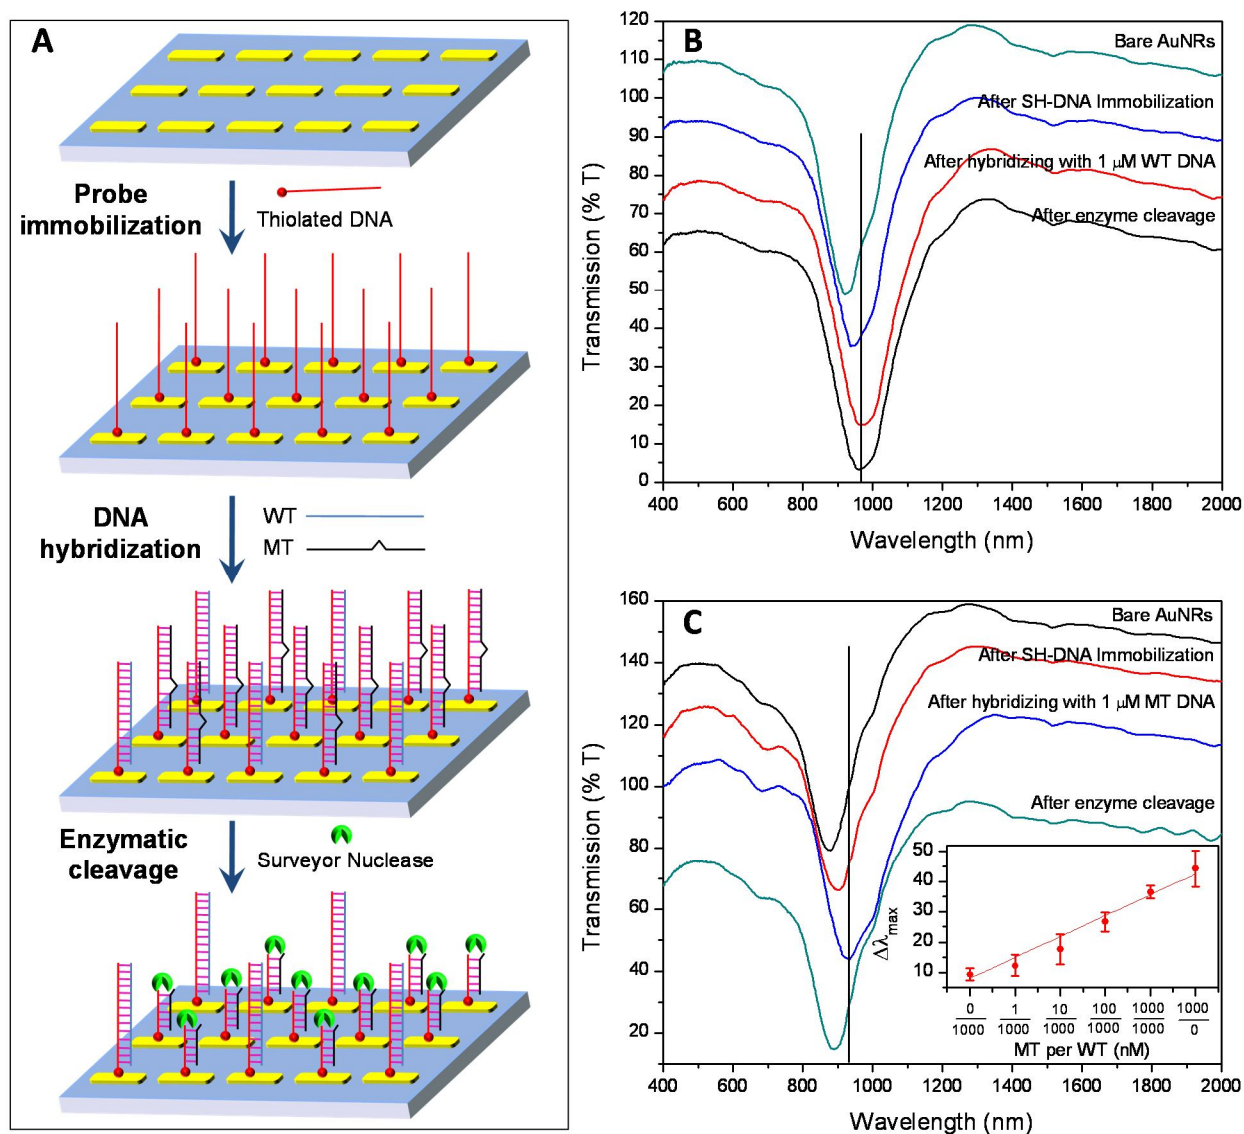 A
Probe
immobilization
Thiolated DNA
DNA
hybridization
WT
MT
Enzymatic
cleavage
Surveyor Nuclease
B
Bare AuNRs
After SH-DNA Immobilization
After hybridizing with 1 μM WT DNA
After enzyme cleavage
Transmission (% T)
120
110
100
90
80
70
60
50
40
30
20
10
0
400 600 800 1000 1200 1400 1600 1800 2000
Wavelength (nm)
C
Bare AuNRs
After SH-DNA Immobilization
After hybridizing with 1 μM MT DNA
After enzyme cleavage
Transmission (% T)
160
140
120
100
80
60
40
20
Δλmax
50
40
30
20
10
0 1 10 100 1000 1000
1000 1000 1000 1000 1000 0
MT per WT (nM)
400 600 800 1000 1200 1400 1600 1800 2000
Wavelength (nm)